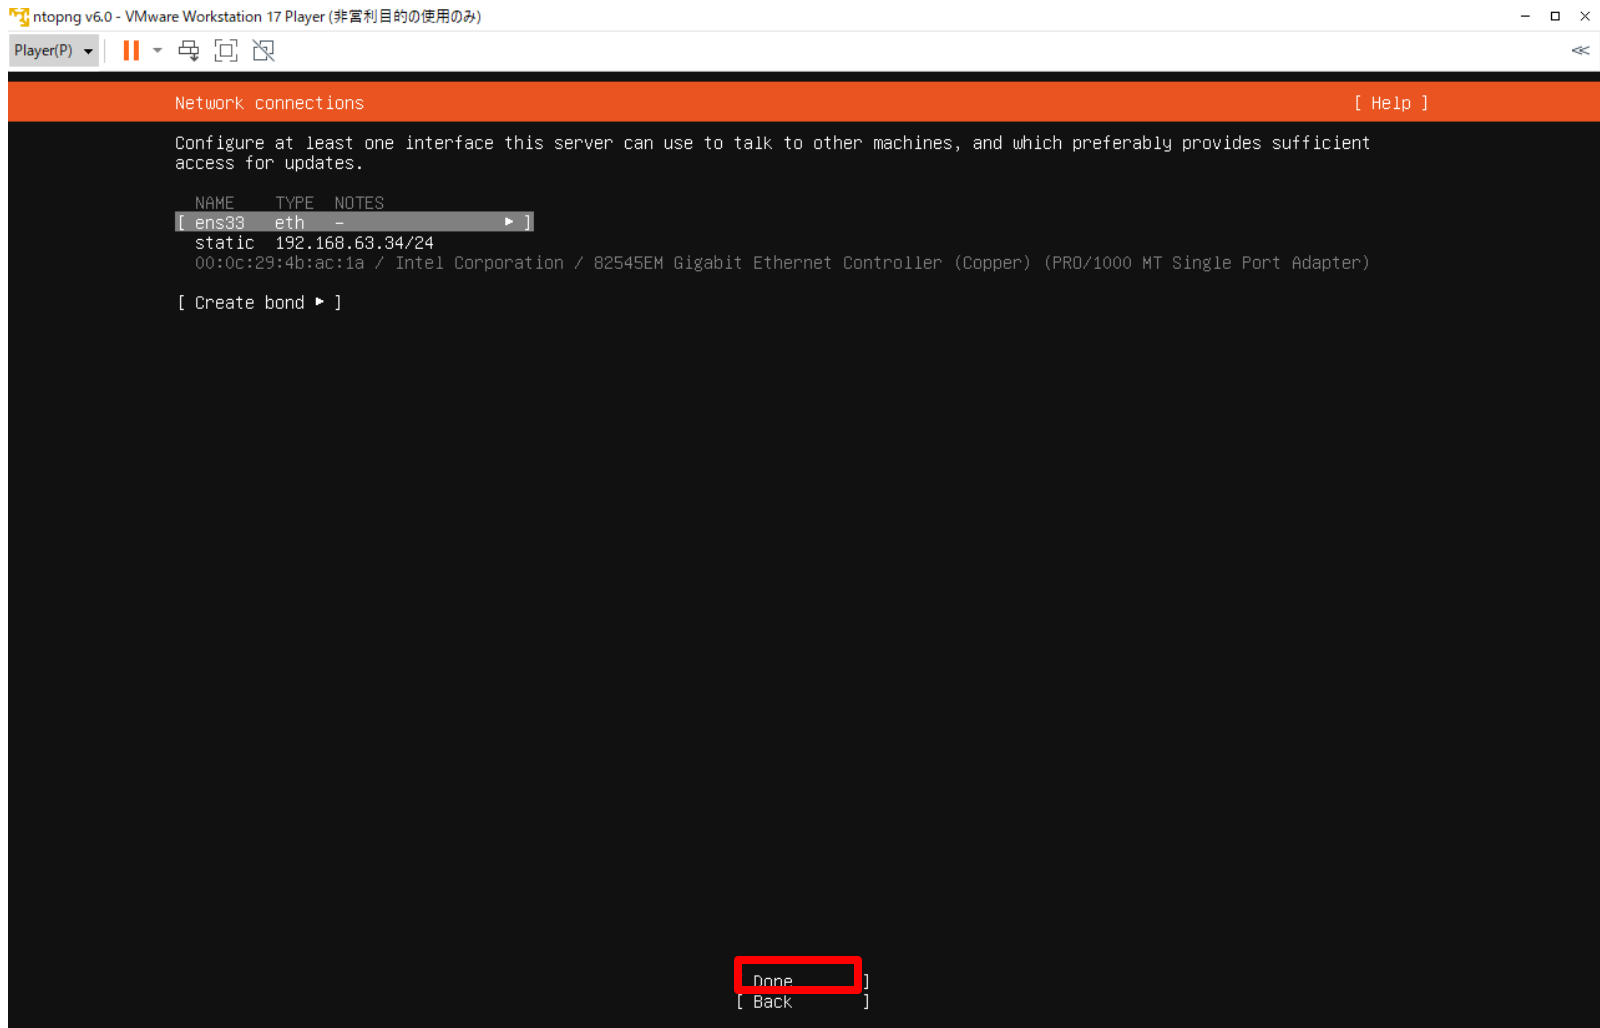 ntopng v6.0 - VMware Workstation 17 Player (非営利目的の使用のみ)
Player(P)
Network connections [ Help ]
Configure at least one interface this server can use to talk to other machines, and which preferably provides sufficient
access for updates.
NAME TYPE NOTES
[ ens33 eth - ▸ ]
static 192.168.63.34/24
00:0c:29:4b:ac:1a / Intel Corporation / 82545EM Gigabit Ethernet Controller (Copper) (PRO/1000 MT Single Port Adapter)
[ Create bond ▸ ]
Done ]
[ Back ]